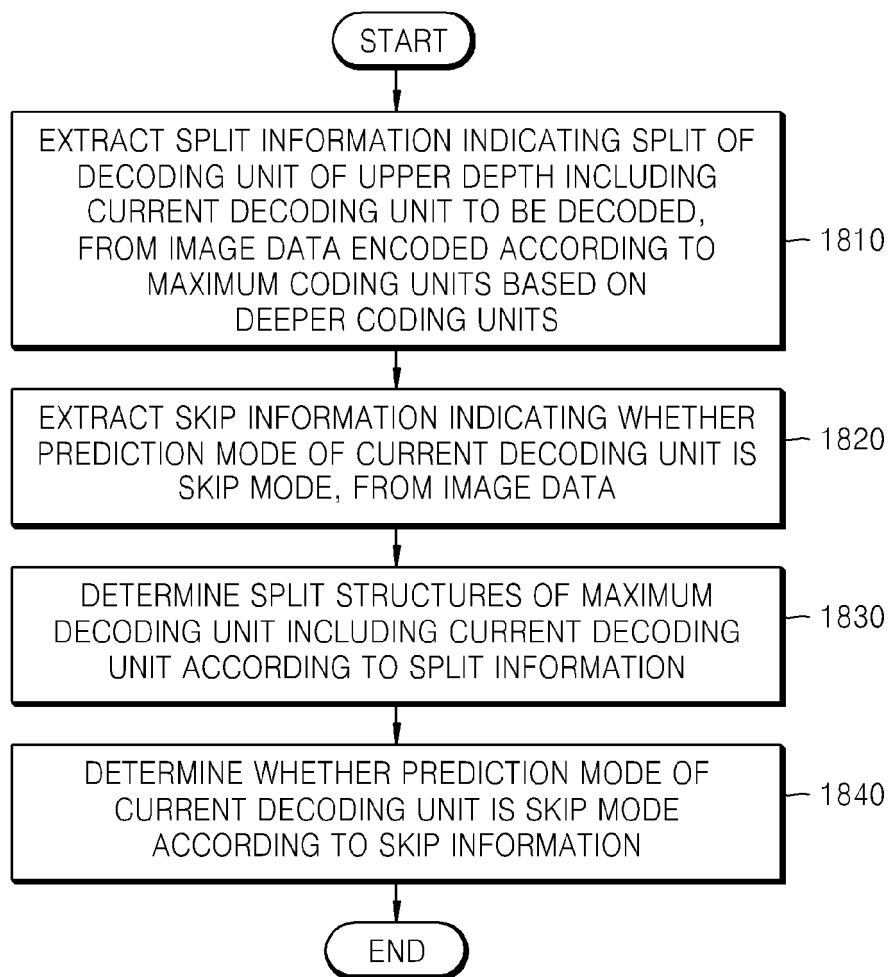 START
EXTRACT SPLIT INFORMATION INDICATING SPLIT OF
DECODING UNIT OF UPPER DEPTH INCLUDING
CURRENT DECODING UNIT TO BE DECODED,
FROM IMAGE DATA ENCODED ACCORDING TO
MAXIMUM CODING UNITS BASED ON
DEEPER CODING UNITS
1810
EXTRACT SKIP INFORMATION INDICATING WHETHER
PREDICTION MODE OF CURRENT DECODING UNIT IS
SKIP MODE, FROM IMAGE DATA
1820
DETERMINE SPLIT STRUCTURES OF MAXIMUM
DECODING UNIT INCLUDING CURRENT DECODING
UNIT ACCORDING TO SPLIT INFORMATION
1830
DETERMINE WHETHER PREDICTION MODE OF
CURRENT DECODING UNIT IS SKIP MODE
ACCORDING TO SKIP INFORMATION
1840
END